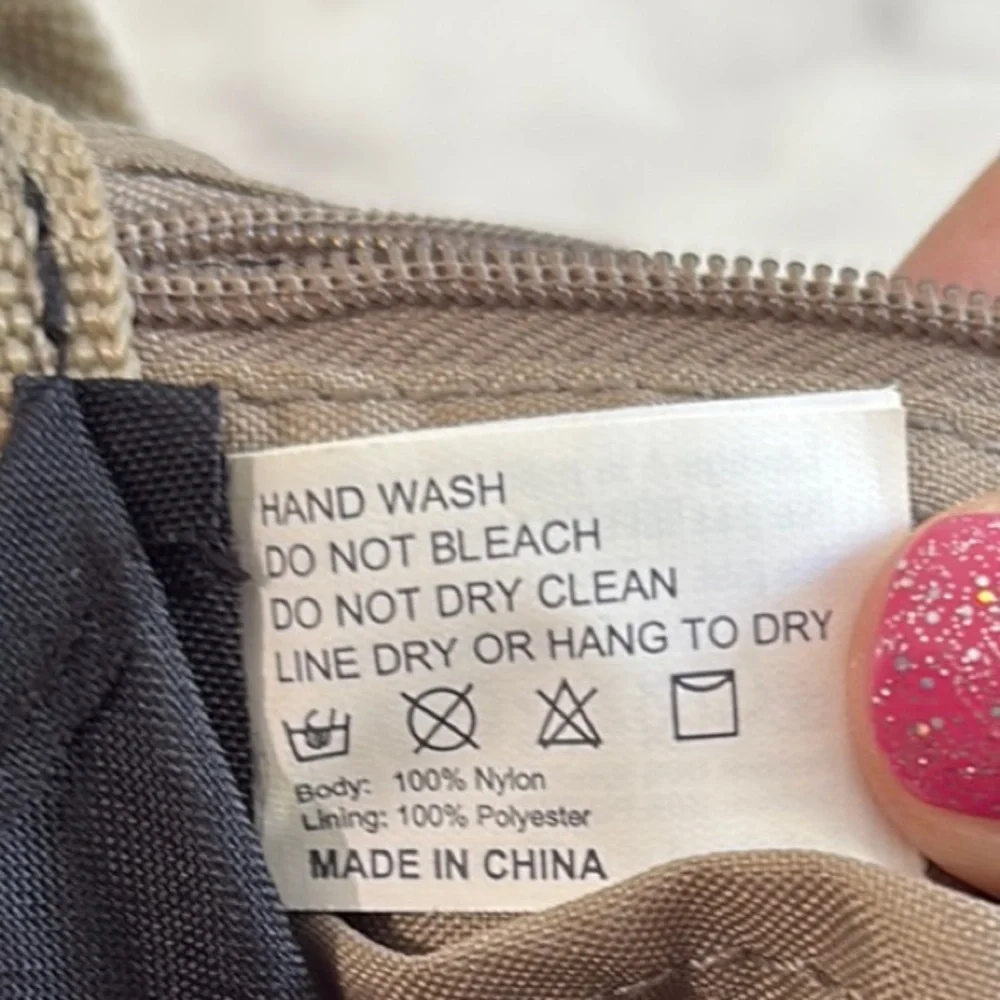 HAND WASH
DO NOT BLEACH
DO NOT DRY CLEAN
LINE DRY OR HANG TO DRY
Body: 100% Nylon
Lining: 100% Polyester
MADE IN CHINA